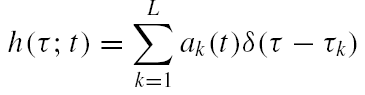 h(τ; t) = ∑_{k=1}^{L} a_k(t)δ(τ − τ_k)